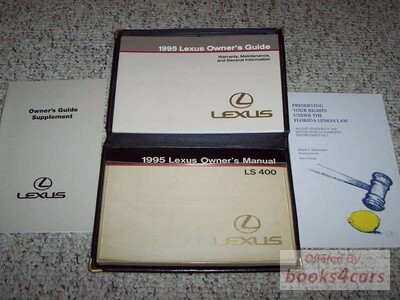 1995 Lexus Owner's Guide
Warranty, Maintenance,
and General Information
LEXUS
Owner's Guide
Supplement
LEXUS
1995 Lexus Owner's Manual
LS 400
LEXUS
PRESERVING
YOUR RIGHTS
UNDER THE
FLORIDA LEMON LAW
Offered By
books4cars